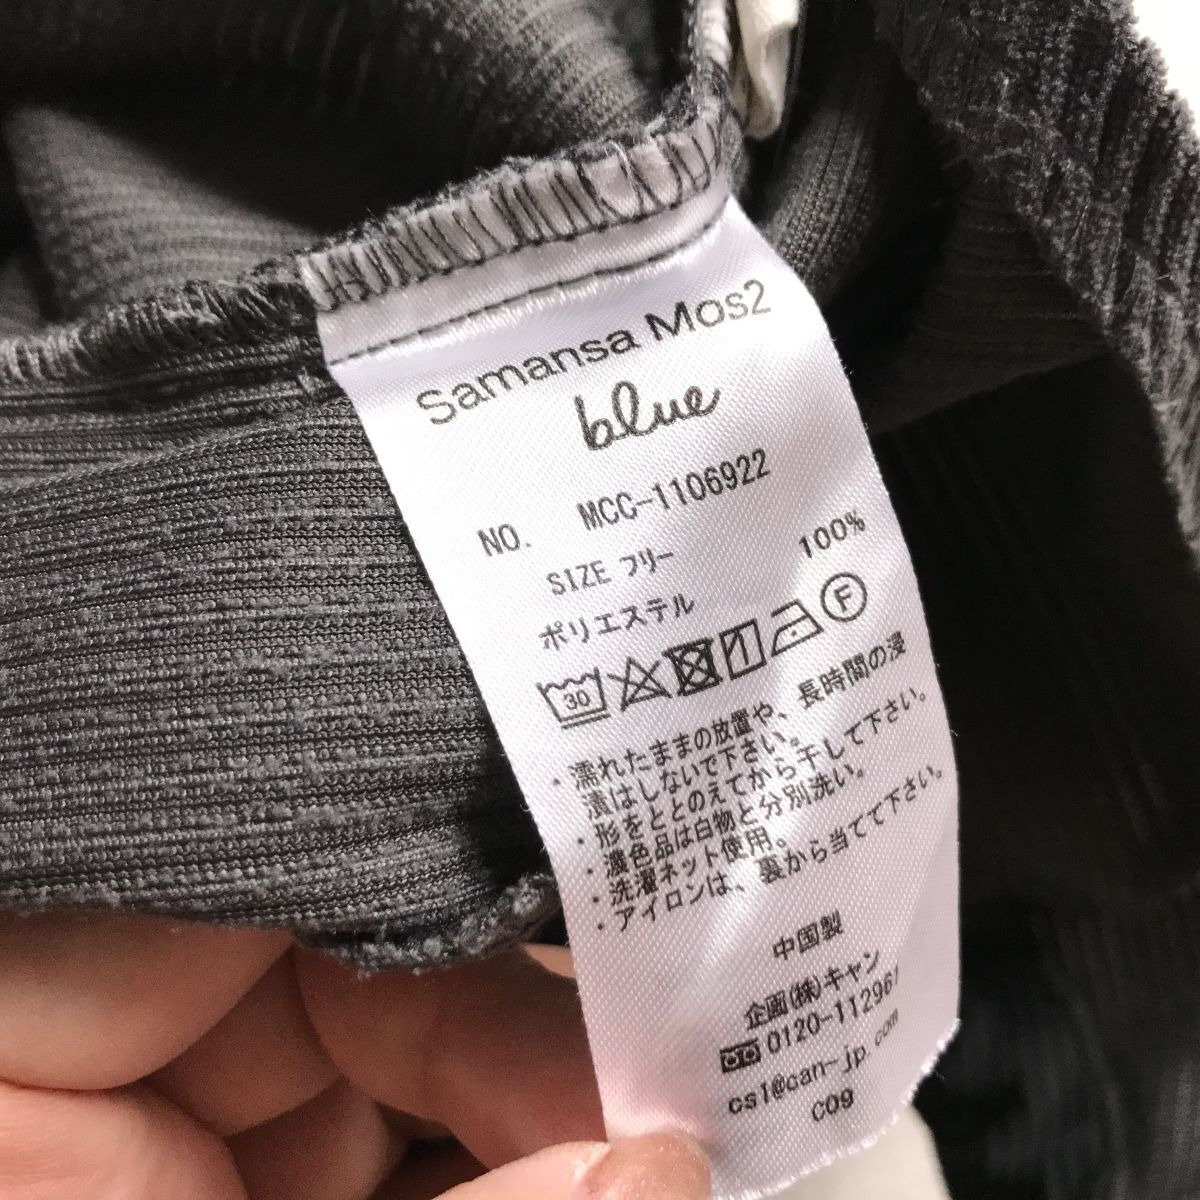 Samansa Mos2
blue
NO. MCC-1106922
SIZE フリー
ポリエステル 100%
30 F
・濡れたままの放置や、長時間の浸
漬はしないで下さい。
・形をととのえてから干して下さい。
・濃色品は白物と分別洗い。
・洗濯ネット使用。
・アイロンは、裏から当てて下さい。
中国製
企画(株)キャン
0120-112961
csl@can-jp.com
C09